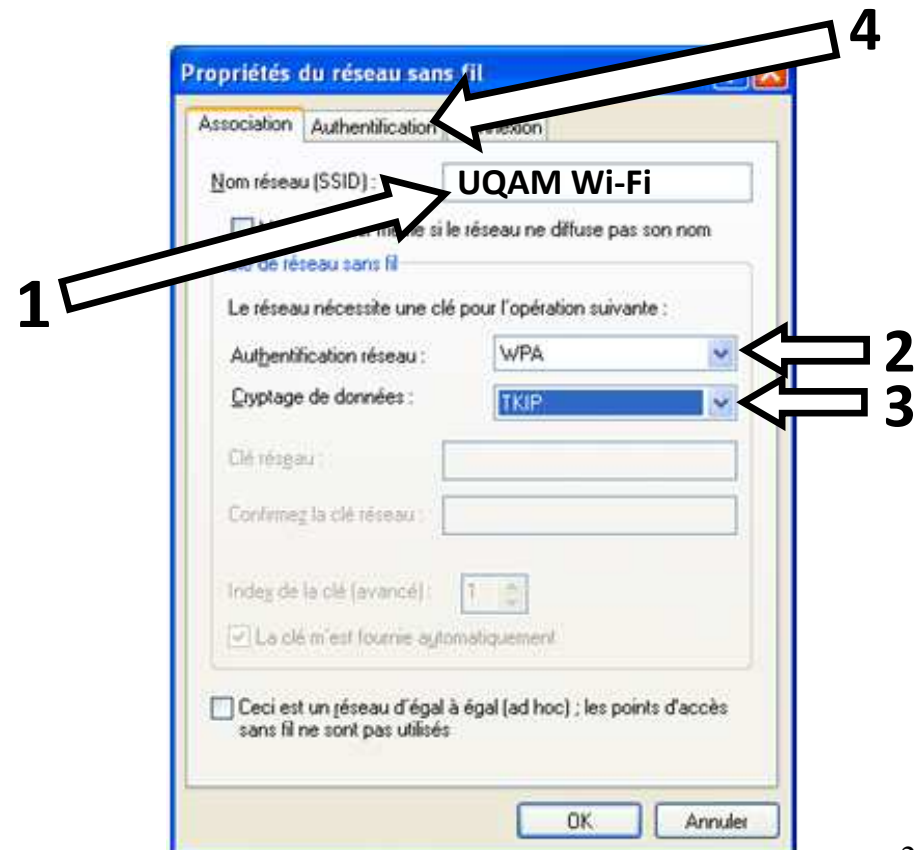 4
Propriétés du réseau sans fil
Association Authentification
Nom réseau (SSID) : UQAM Wi-Fi
si le réseau ne diffuse pas son nom
de réseau sans fil
1
Le réseau nécessite une clé pour l'opération suivante :
Authentification réseau : WPA 2
Cryptage de données : TKIP 3
Clé réseau :
Confirmez la clé réseau :
Index de la clé (avancé) : 1
La clé m'est fournie automatiquement
Ceci est un réseau d'égal à égal (ad hoc) ; les points d'accès
sans fil ne sont pas utilisés
OK Annuler